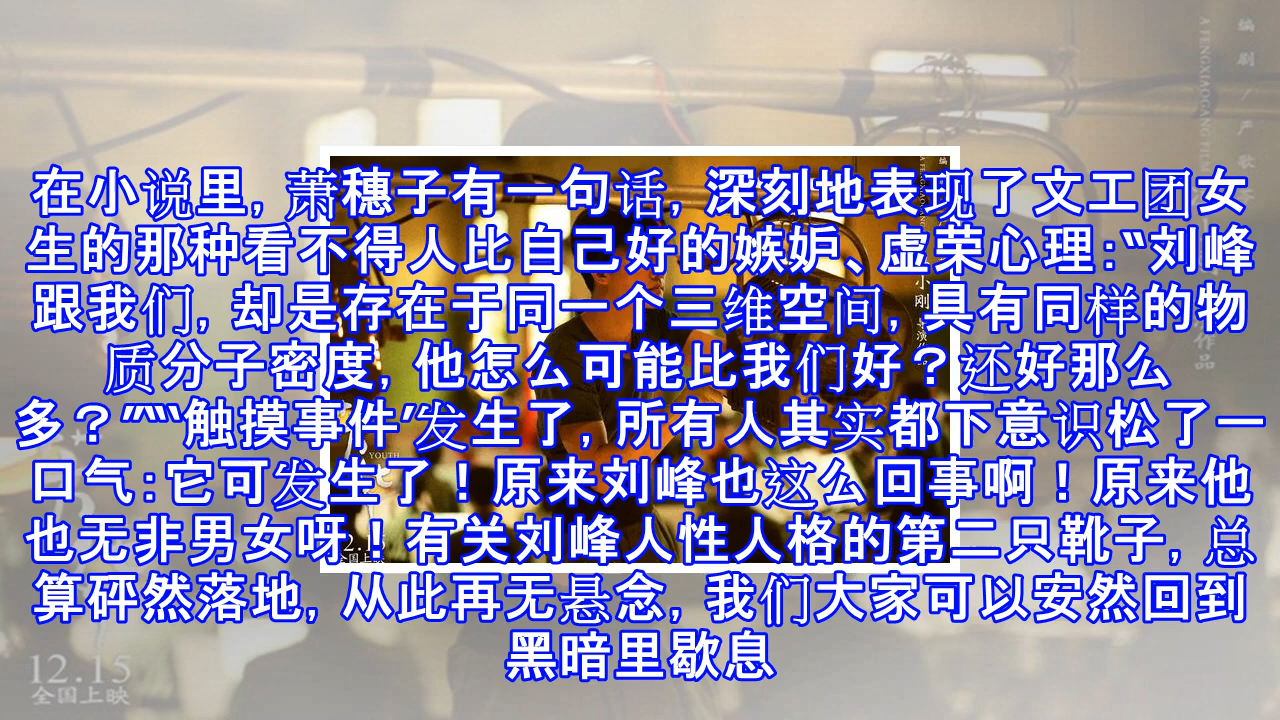 在小说里, 萧穗子有一句话, 深刻地表现了文工团女
生的那种看不得人比自己好的嫉妒、虚荣心理:“刘峰
跟我们, 却是存在于同一个三维空间, 具有同样的物
质分子密度, 他怎么可能比我们好？还好那么
多？”“‘触摸事件’发生了, 所有人其实都下意识松了一
口气:它可发生了！原来刘峰也这么回事啊！原来他
也无非男女呀！有关刘峰人性人格的第二只靴子, 总
算砰然落地, 从此再无悬念, 我们大家可以安然回到
黑暗里歇息
YOUTH
12.15
全国上映